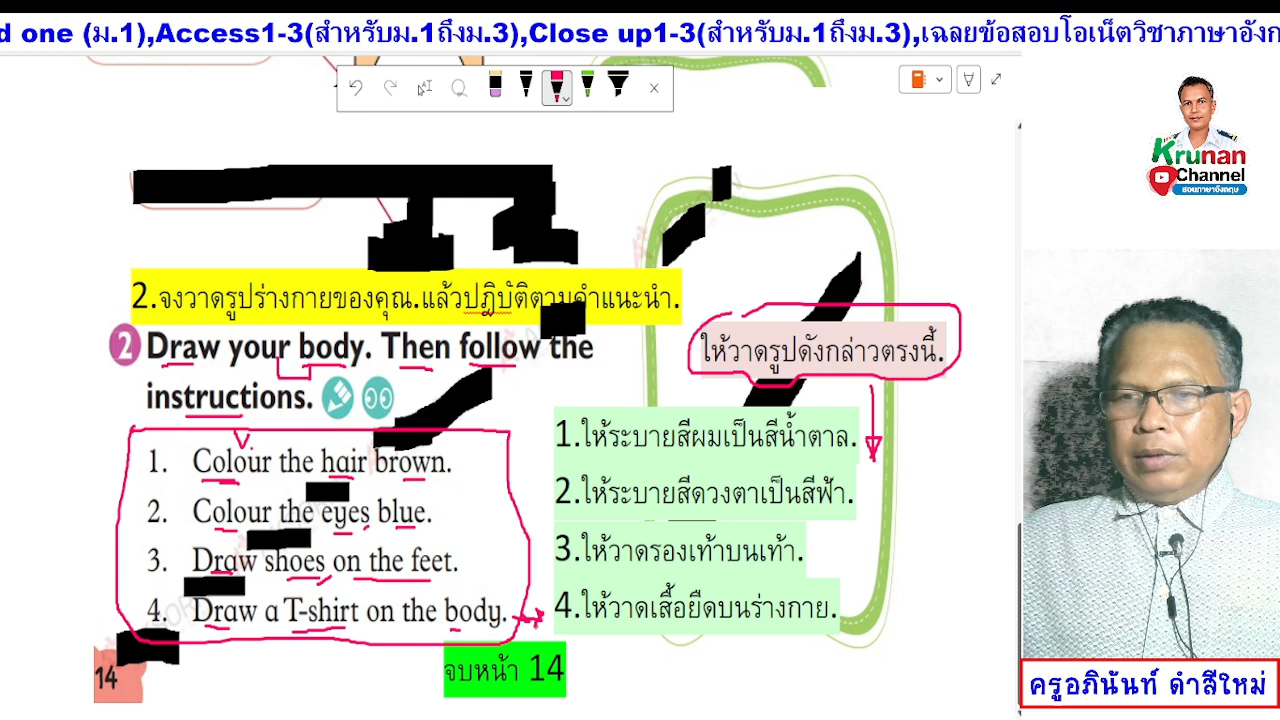 d one (ม.1),Access1-3(สำหรับม.1ถึงม.3),Close up1-3(สำหรับม.1ถึงม.3),เฉลยข้อสอบโอเน็ตวิชาภาษาอังก
Krunan
Channel
สอนภาษาอังกฤษ
2.จงวาดรูปร่างกายของคุณ.แล้วปฏิบัติตามคำแนะนำ.
2 Draw your body. Then follow the
instructions.
ให้วาดรูปดังกล่าวตรงนี้.
1. Colour the hair brown.
2. Colour the eyes blue.
3. Draw shoes on the feet.
4. Draw a T-shirt on the body.
1.ให้ระบายสีผมเป็นสีน้ำตาล.
2.ให้ระบายสีดวงตาเป็นสีฟ้า.
3.ให้วาดรองเท้าบนเท้า.
4.ให้วาดเสื้อยืดบนร่างกาย.
14
จบหน้า 14
ครูอภินันท์ ดำสีใหม่